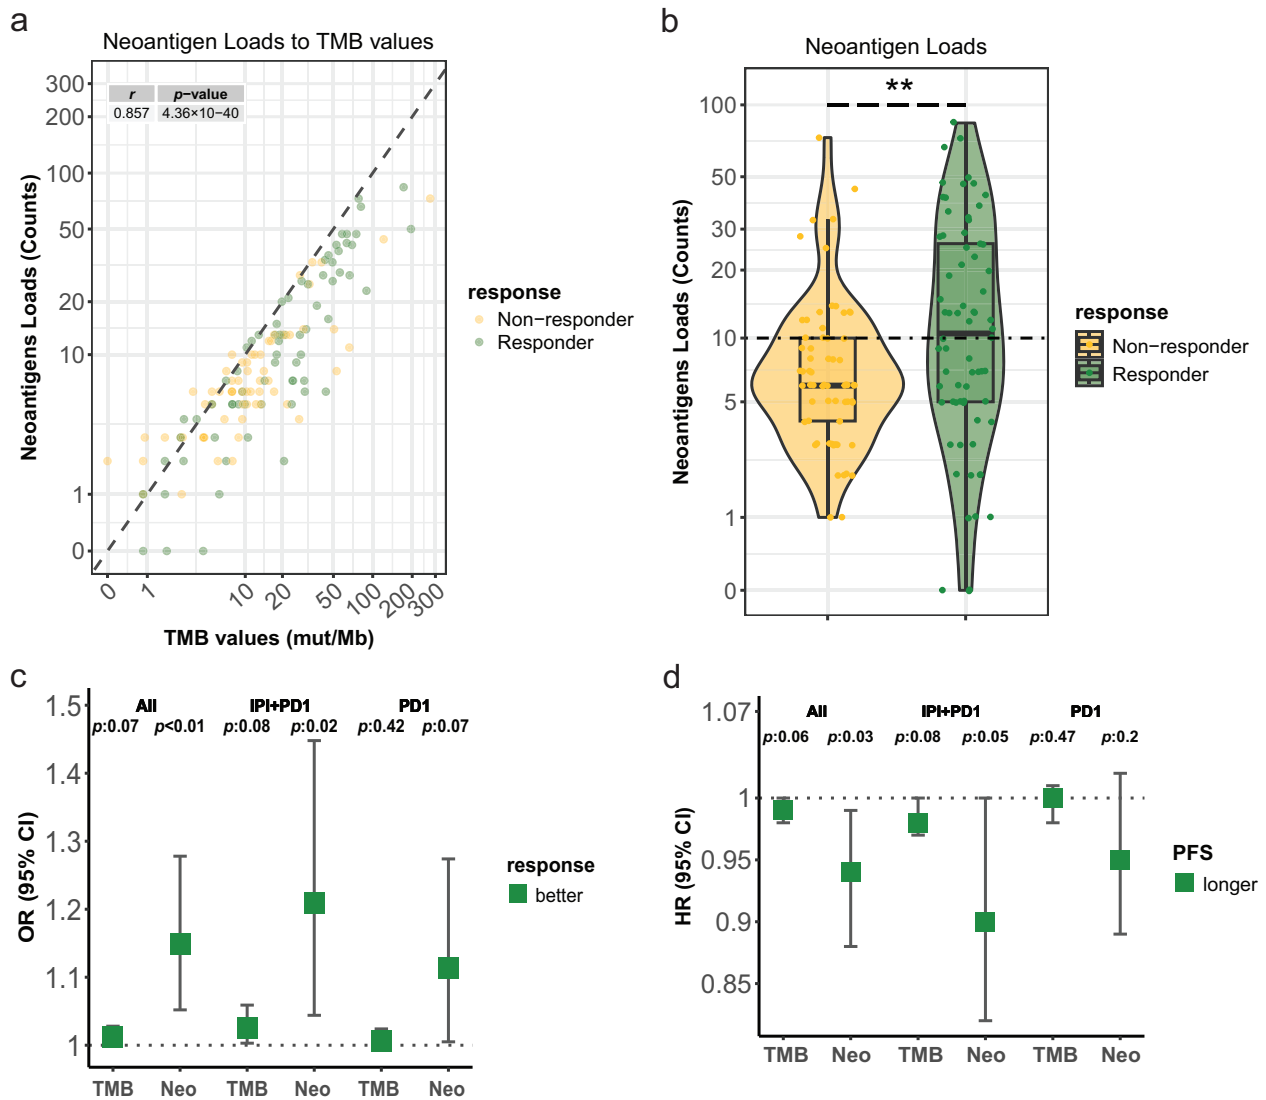 a
Neoantigen Loads to TMB values
r p−value
0.857 4.36×10−40
300
200
100
50
20
10
1
0
Neoantigens Loads (Counts)
0 1 10 20 50 100 200 300
TMB values (mut/Mb)
response
Non−responder
Responder
b
Neoantigen Loads
**
100
50
30
20
10
5
1
0
Neoantigen Loads (Counts)
response
Non−responder
Responder
c
All IPI+PD1 PD1
p:0.07 p<0.01 p:0.08 p:0.02 p:0.42 p:0.07
1.5
1.4
1.3
1.2
1.1
1
OR (95% CI)
TMB Neo TMB Neo TMB Neo
response
better
d
All IPI+PD1 PD1
p:0.06 p:0.03 p:0.08 p:0.05 p:0.47 p:0.2
1.07
1
0.95
0.9
0.85
HR (95% CI)
TMB Neo TMB Neo TMB Neo
PFS
longer